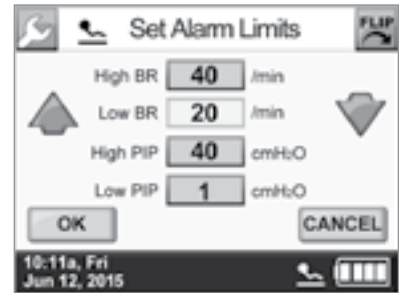 Set Alarm Limits FLIP
High BR 40 /min
Low BR 20 /min
High PIP 40 cmH₂O
Low PIP 1 cmH₂O
OK CANCEL
10:11a, Fri
Jun 12, 2015